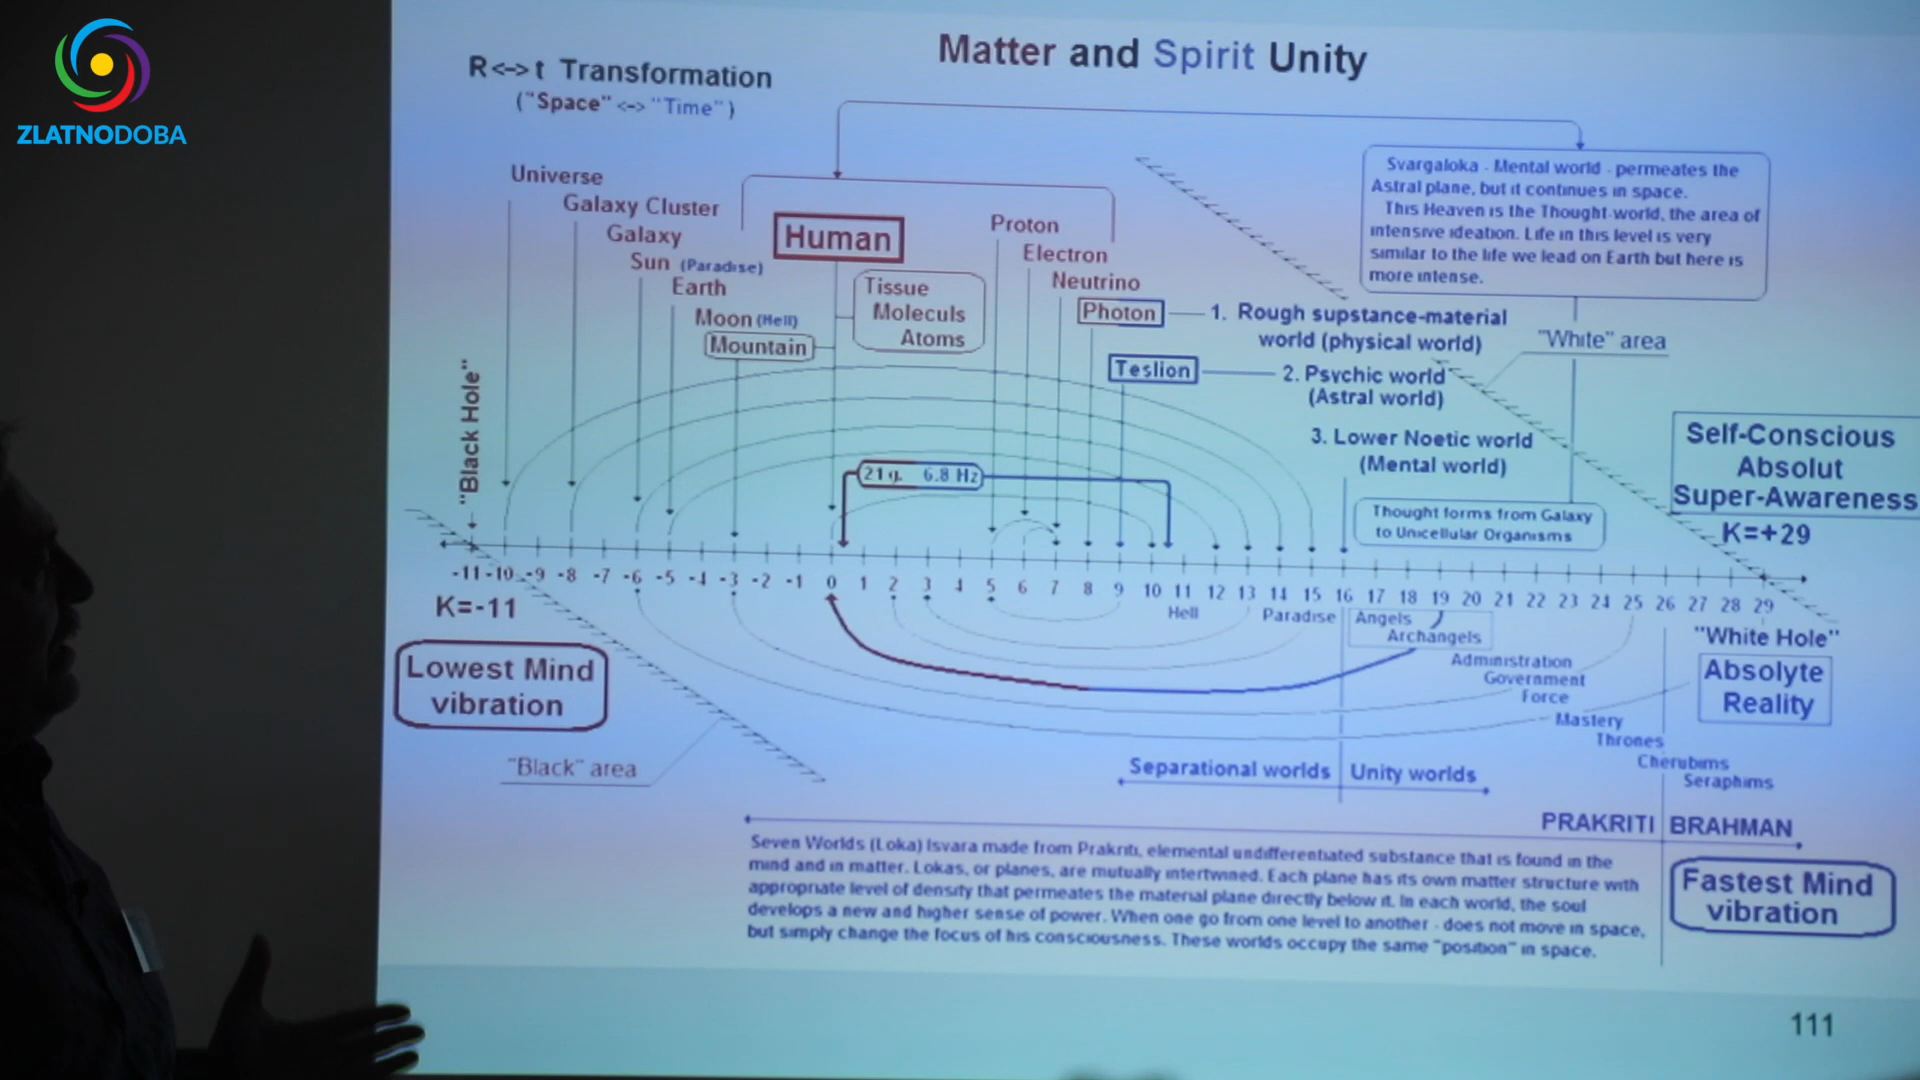 ZLATNODOBA
Matter and Spirit Unity
R<->t Transformation
("Space" <-> "Time")
Universe
Galaxy Cluster
Galaxy
Sun (Paradise)
Earth
Moon (Hell)
Mountain
Human
Tissue
Moleculs
Atoms
Proton
Electron
Neutrino
Photon
Teslion
1. Rough supstance-material
world (physical world)
2. Psychic world
(Astral world)
3. Lower Noetic world
(Mental world)
Svargaloka - Mental world - permeates the
Astral plane, but it continues in space.
This Heaven is the Thought-world, the area of
intensive ideation. Life in this level is very
similar to the life we lead on Earth but here is
more intense.
"White" area
Thought forms from Galaxy
to Unicellular Organisms
Self-Conscious
Absolut
Super-Awareness
K=+29
"Black Hole"
21 g. 6.8 Hz
-11 -10 -9 -8 -7 -6 -5 -4 -3 -2 -1 0 1 2 3 4 5 6 7 8 9 10 11 12 13 14 15 16 17 18 19 20 21 22 23 24 25 26 27 28 29
K=-11
Lowest Mind
vibration
"Black" area
Hell
Paradise
Angels
Archangels
Administration
Government
Force
Mastery
Thrones
Cherubims
Seraphims
"White Hole"
Absolyte
Reality
Separational worlds
Unity worlds
PRAKRITI BRAHMAN
Seven Worlds (Loka) Isvara made from Prakriti, elemental undifferentiated substance that is found in the
mind and in matter. Lokas, or planes, are mutually intertwined. Each plane has its own matter structure with
appropriate level of density that permeates the material plane directly below it. In each world, the soul
develops a new and higher sense of power. When one go from one level to another - does not move in space,
but simply change the focus of his consciousness. These worlds occupy the same "position" in space.
Fastest Mind
vibration
111